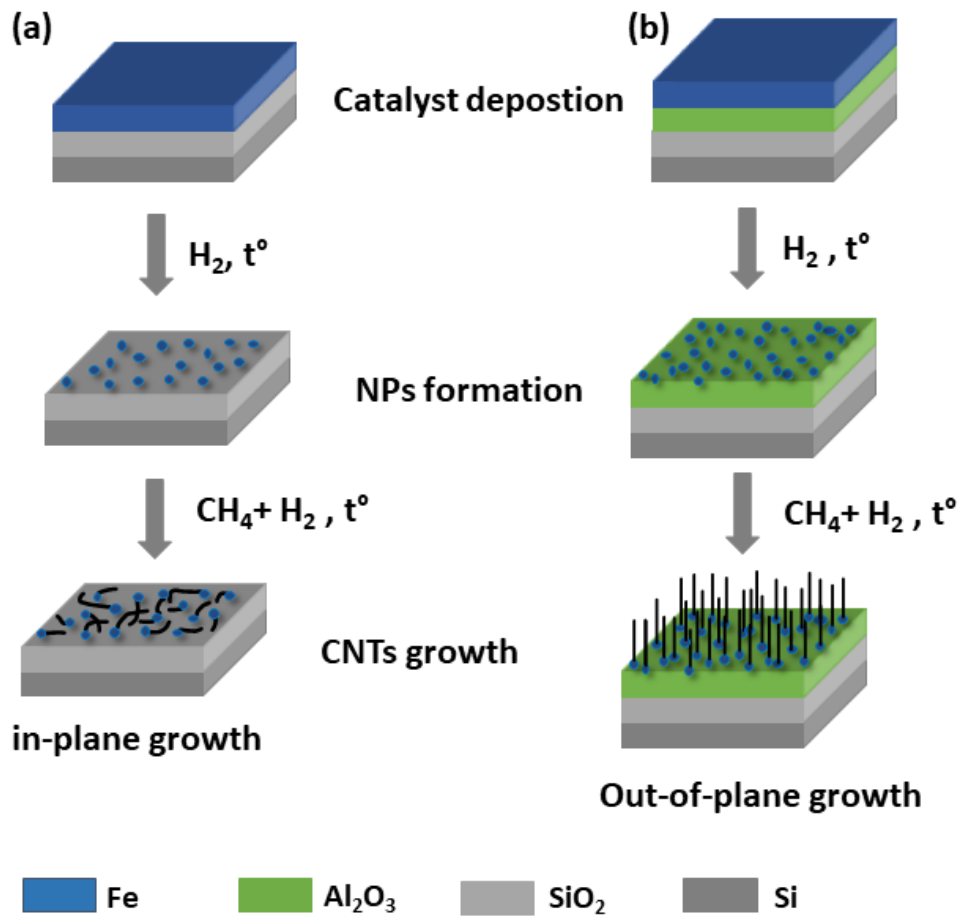 (a)
(b)
Catalyst depostion
H₂, t°
H₂ , t°
NPs formation
CH₄+ H₂ , t°
CH₄+ H₂ , t°
CNTs growth
in-plane growth
Out-of-plane growth
Fe
Al₂O₃
SiO₂
Si